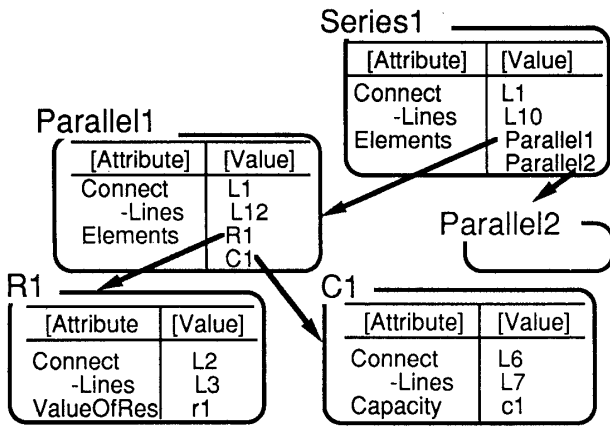 Series1
[Attribute] [Value]
Connect L1
-Lines L10
Elements Parallel1
Parallel2
Parallel1
[Attribute] [Value]
Connect L1
-Lines L12
Elements R1
C1
Parallel2
R1
[Attribute [Value]
Connect L2
-Lines L3
ValueOfRes r1
C1
[Attribute] [Value]
Connect L6
-Lines L7
Capacity c1